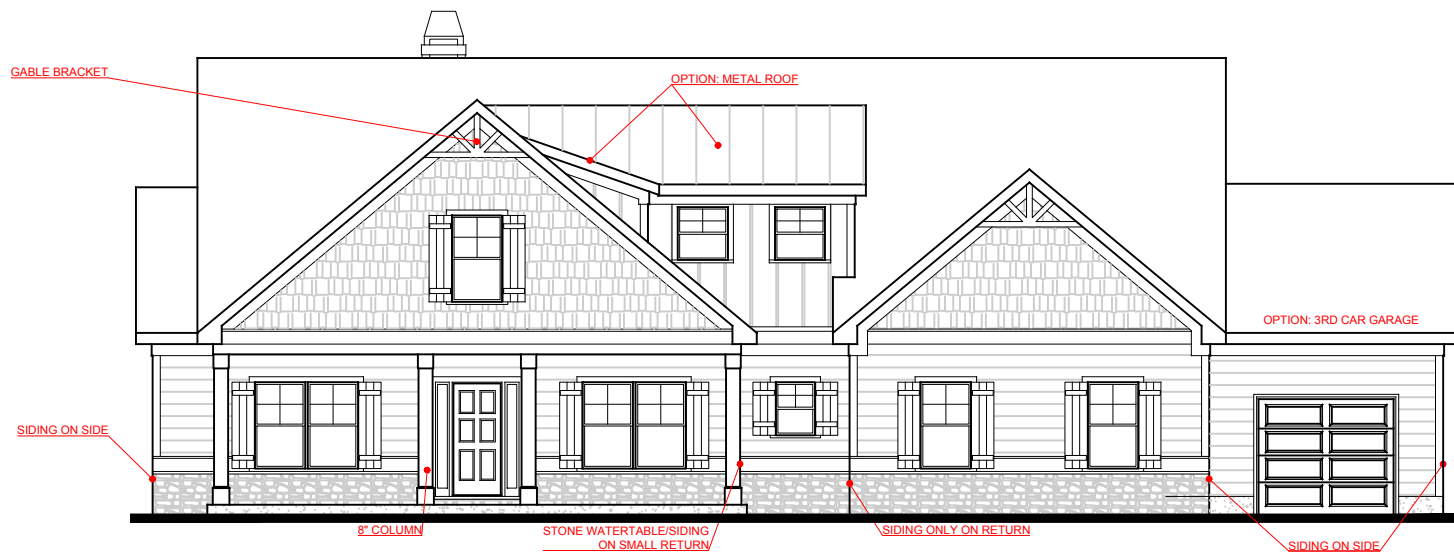 GABLE BRACKET
OPTION: METAL ROOF
OPTION: 3RD CAR GARAGE
SIDING ON SIDE
8" COLUMN
STONE WATERTABLE/SIDING
ON SMALL RETURN
SIDING ONLY ON RETURN
SIDING ON SIDE